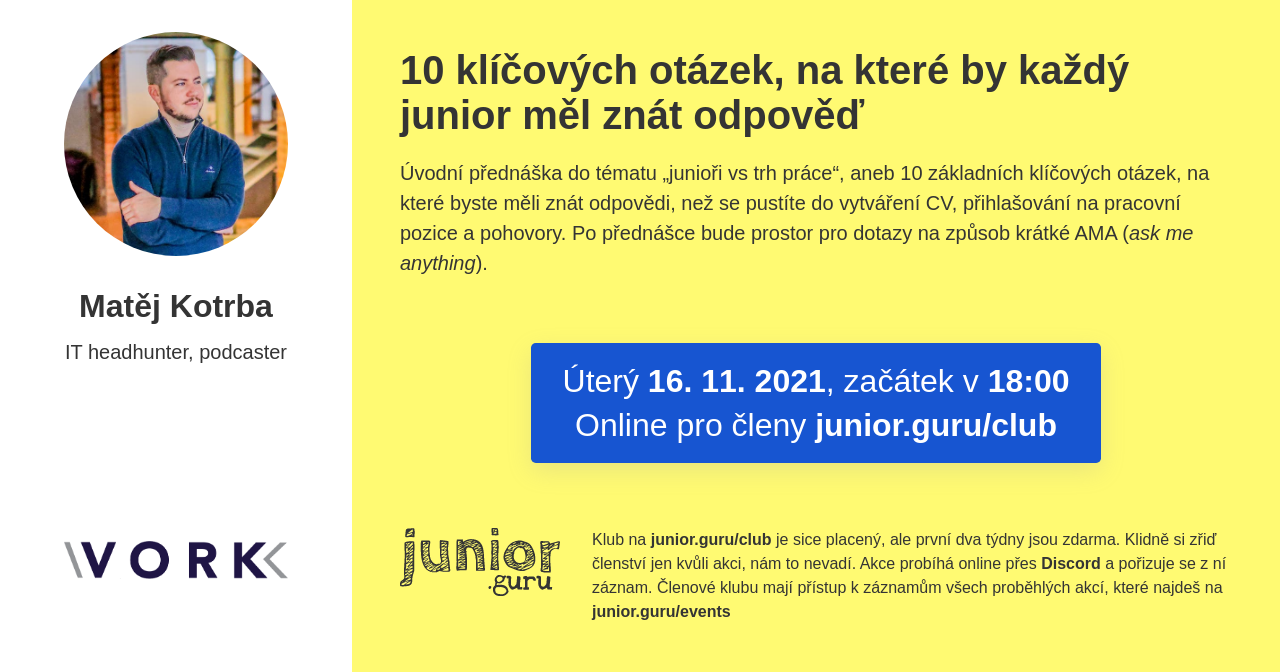 Matěj Kotrba
IT headhunter, podcaster
\VORK<
10 klíčových otázek, na které by každý
junior měl znát odpověď
Úvodní přednáška do tématu „junioři vs trh práce“, aneb 10 základních klíčových otázek, na
které byste měli znát odpovědi, než se pustíte do vytváření CV, přihlašování na pracovní
pozice a pohovory. Po přednášce bude prostor pro dotazy na způsob krátké AMA (ask me
anything).
Úterý 16. 11. 2021, začátek v 18:00
Online pro členy junior.guru/club
junior
.guru
Klub na junior.guru/club je sice placený, ale první dva týdny jsou zdarma. Klidně si zřiď
členství jen kvůli akci, nám to nevadí. Akce probíhá online přes Discord a pořizuje se z ní
záznam. Členové klubu mají přístup k záznamům všech proběhlých akcí, které najdeš na
junior.guru/events